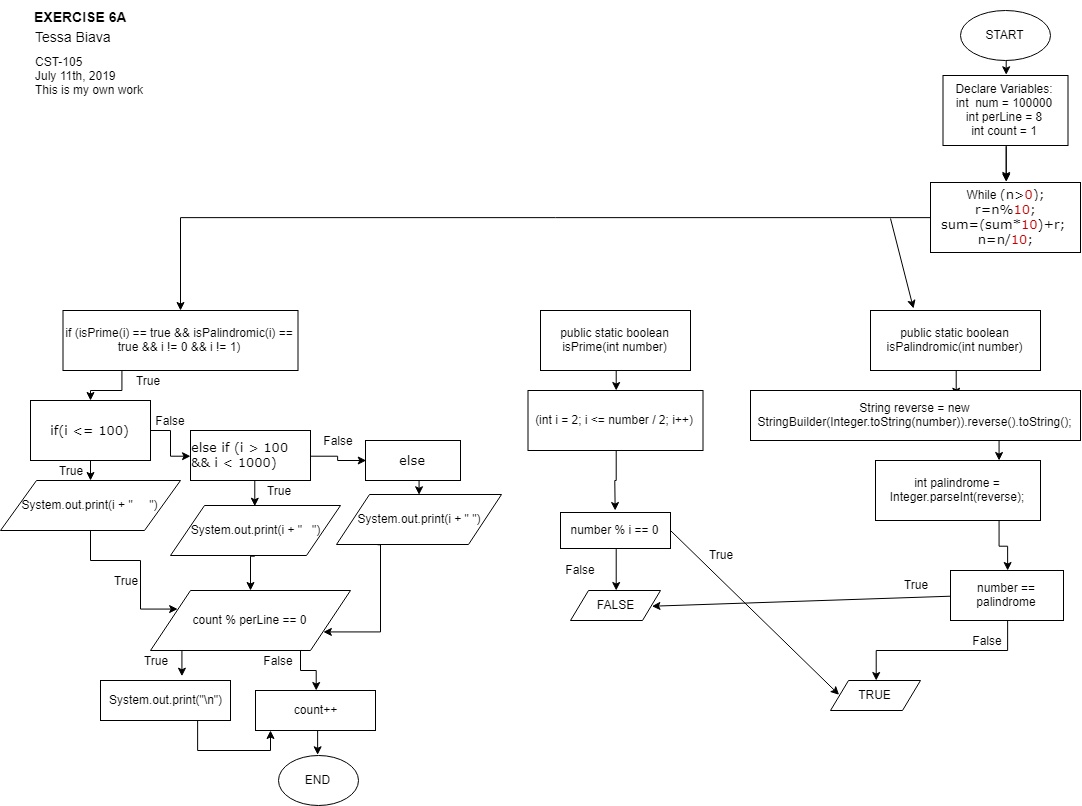 EXERCISE 6A
Tessa Biava
CST-105
July 11th, 2019
This is my own work
START
Declare Variables:
int num = 100000
int perLine = 8
int count = 1
While (n>0);
r=n%10;
sum=(sum*10)+r;
n=n/10;
if (isPrime(i) == true && isPalindromic(i) ==
true && i != 0 && i != 1)
True
if(i <= 100)
False
True
else if (i > 100
&& i < 1000)
False
True
else
System.out.print(i + "     ")
System.out.print(i + "   ")
System.out.print(i + " ")
True
count % perLine == 0
True
False
System.out.print("\n")
count++
END
public static boolean
isPrime(int number)
(int i = 2; i <= number / 2; i++)
number % i == 0
True
False
FALSE
public static boolean
isPalindromic(int number)
String reverse = new
StringBuilder(Integer.toString(number)).reverse().toString();
int palindrome =
Integer.parseInt(reverse);
number ==
palindrome
True
False
TRUE